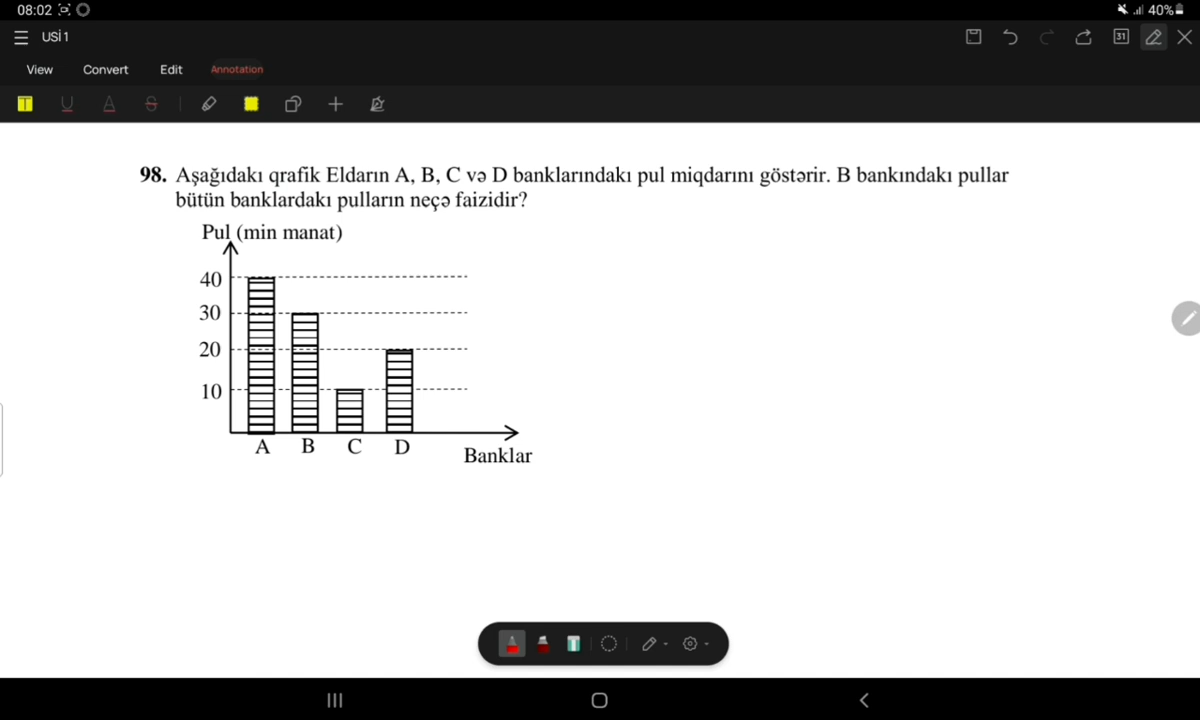 08:02
40%
USİ 1
31
View Convert Edit Annotation
T U A S
98. Aşağıdakı qrafik Eldarın A, B, C və D banklarındakı pul miqdarını göstərir. B bankındakı pullar
bütün banklardakı pulların neçə faizidir?
Pul (min manat)
40
30
20
10
A B C D
Banklar